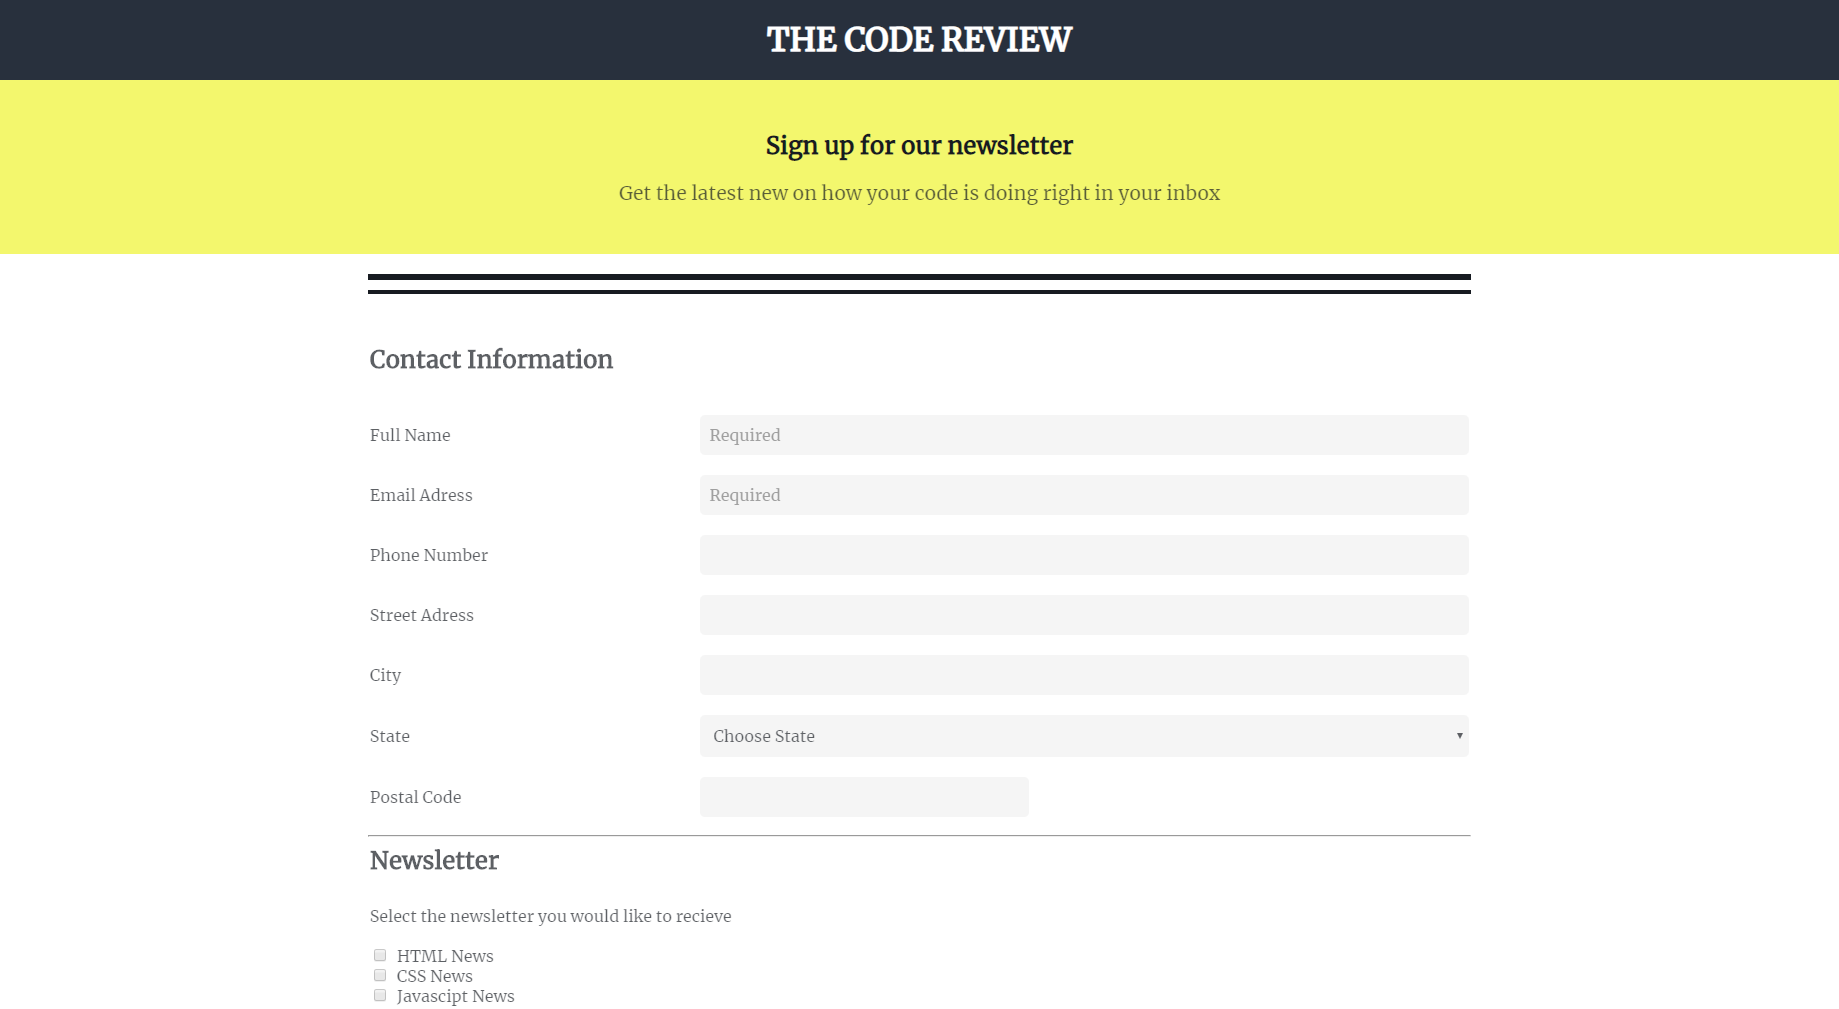 THE CODE REVIEW
Sign up for our newsletter
Get the latest new on how your code is doing right in your inbox
Contact Information
Full Name Required
Email Adress Required
Phone Number
Street Adress
City
State Choose State
Postal Code
Newsletter
Select the newsletter you would like to recieve
HTML News
CSS News
Javascipt News